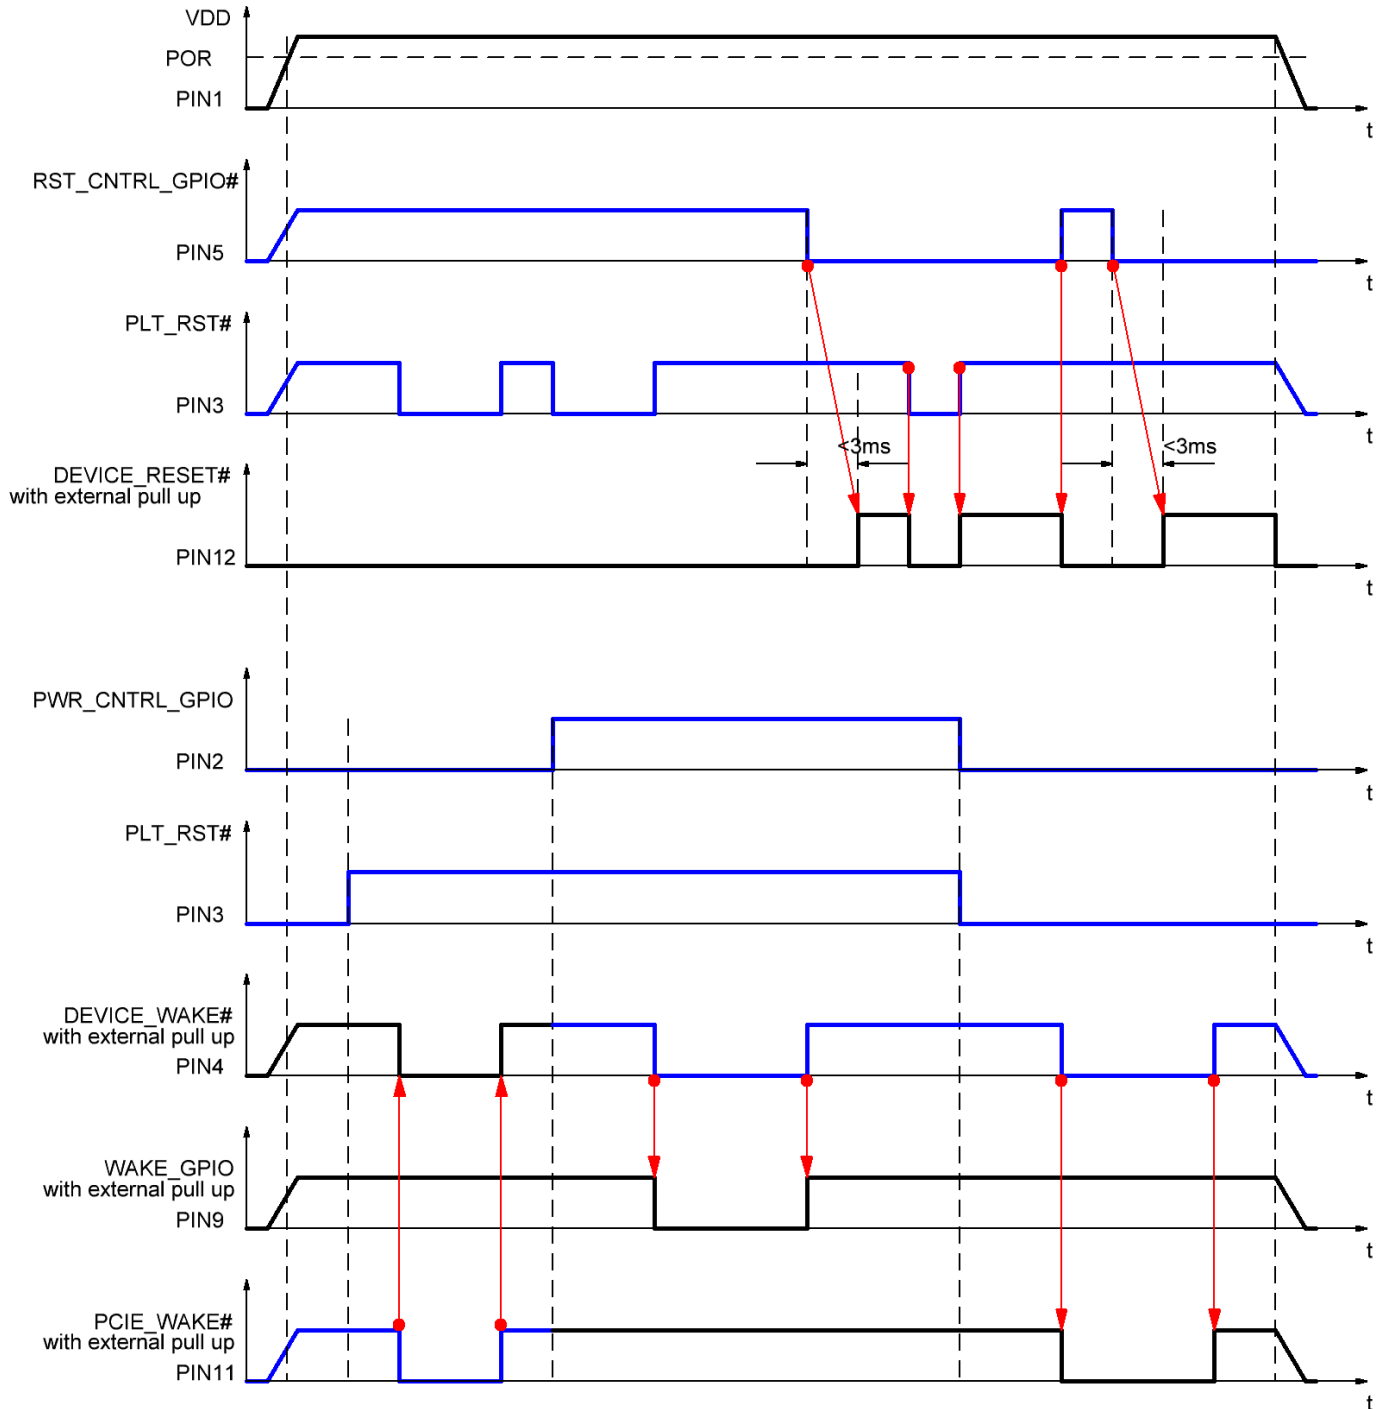 VDD
POR
PIN1
t
RST_CNTRL_GPIO#
PIN5
t
PLT_RST#
PIN3
t
<3ms
<3ms
DEVICE_RESET#
with external pull up
PIN12
t
PWR_CNTRL_GPIO
PIN2
t
PLT_RST#
PIN3
t
DEVICE_WAKE#
with external pull up
PIN4
t
WAKE_GPIO
with external pull up
PIN9
t
PCIE_WAKE#
with external pull up
PIN11
t